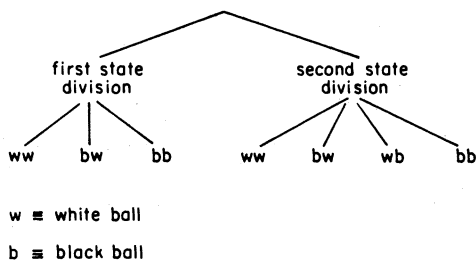 first state division
second state division
ww bw bb
ww bw wb bb
w ≡ white ball
b ≡ black ball